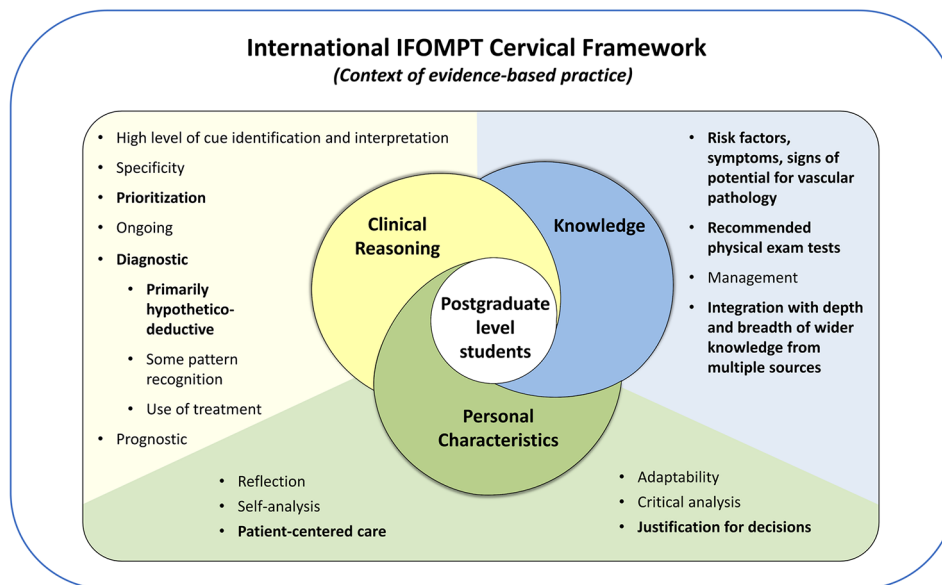 International IFOMPT Cervical Framework
(Context of evidence-based practice)
• High level of cue identification and interpretation
• Specificity
• Prioritization
• Ongoing
• Diagnostic
• Primarily
hypothetico-
deductive
• Some pattern
recognition
• Use of treatment
• Prognostic
Clinical
Reasoning
Knowledge
Postgraduate
level
students
Personal
Characteristics
• Risk factors,
symptoms, signs of
potential for vascular
pathology
• Recommended
physical exam tests
• Management
• Integration with depth
and breadth of wider
knowledge from
multiple sources
• Reflection
• Self-analysis
• Patient-centered care
• Adaptability
• Critical analysis
• Justification for decisions